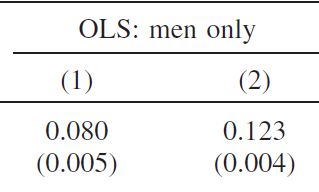 OLS: men only
(1) (2)
0.080 0.123
(0.005) (0.004)